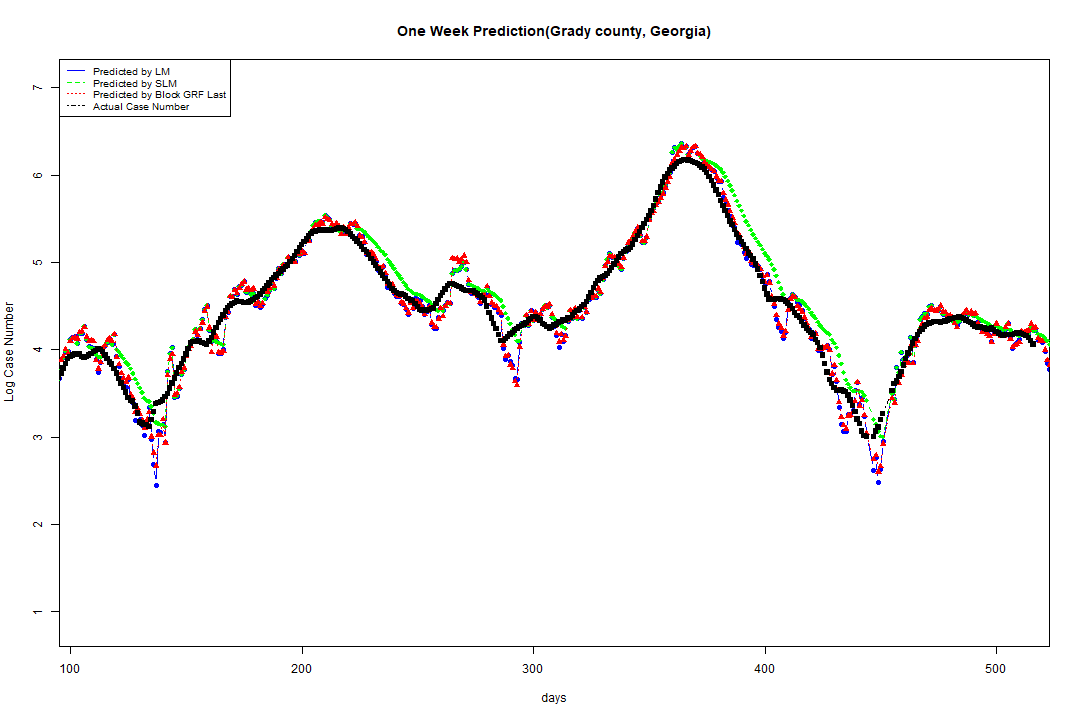 One Week Prediction(Grady county, Georgia)
Predicted by LM
Predicted by SLM
Predicted by Block GRF Last
Actual Case Number
7
6
5
4
3
2
1
Log Case Number
100 200 300 400 500
days